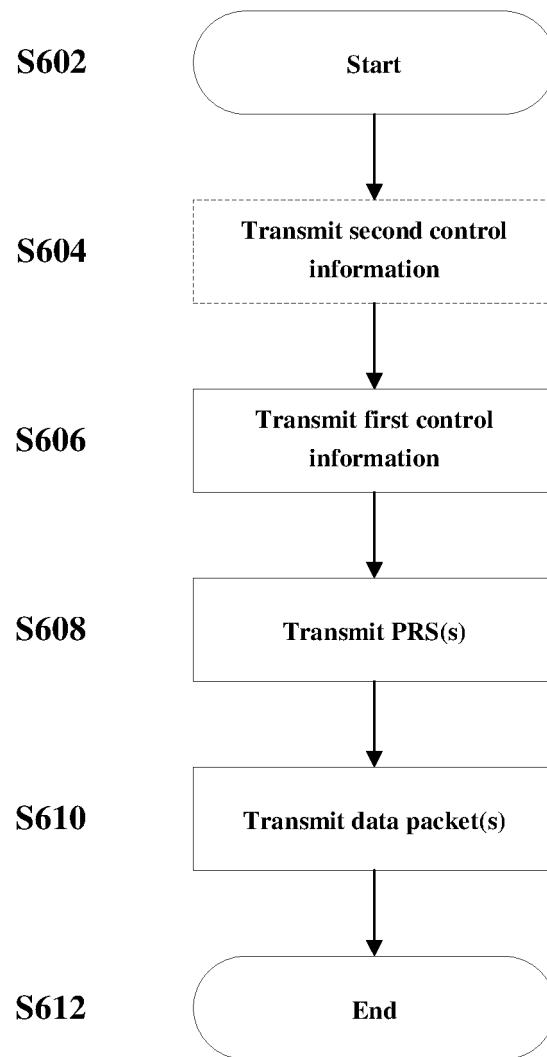 S602
Start
S604
Transmit second control
information
S606
Transmit first control
information
S608
Transmit PRS(s)
S610
Transmit data packet(s)
S612
End